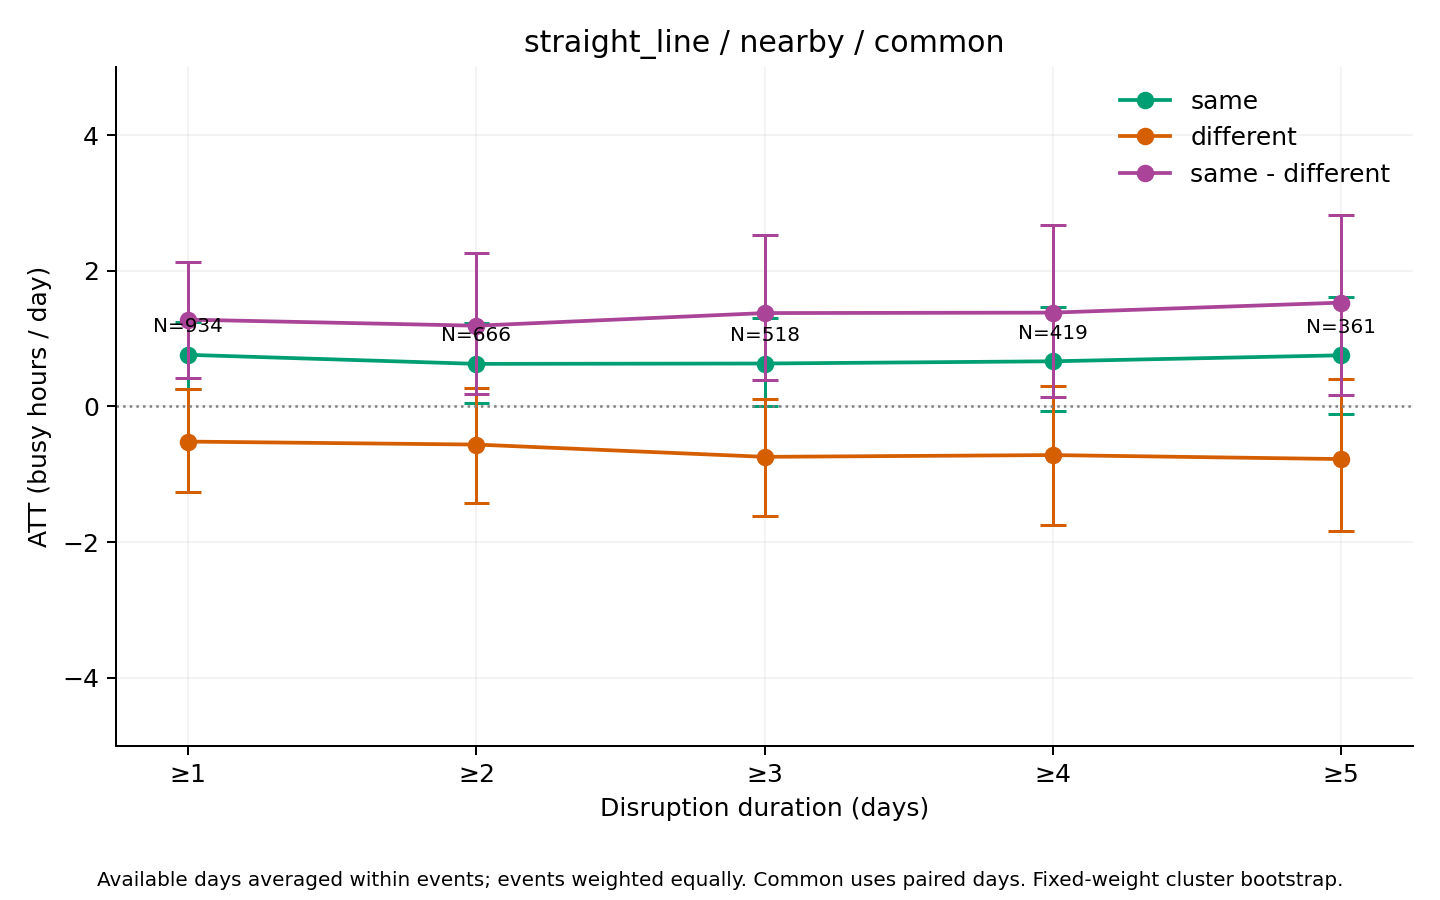 straight_line / nearby / common
same
different
same - different
ATT (busy hours / day)
4
2
0
−2
−4
N=934
N=666
N=518
N=419
N=361
≥1
≥2
≥3
≥4
≥5
Disruption duration (days)
Available days averaged within events; events weighted equally. Common uses paired days. Fixed-weight cluster bootstrap.